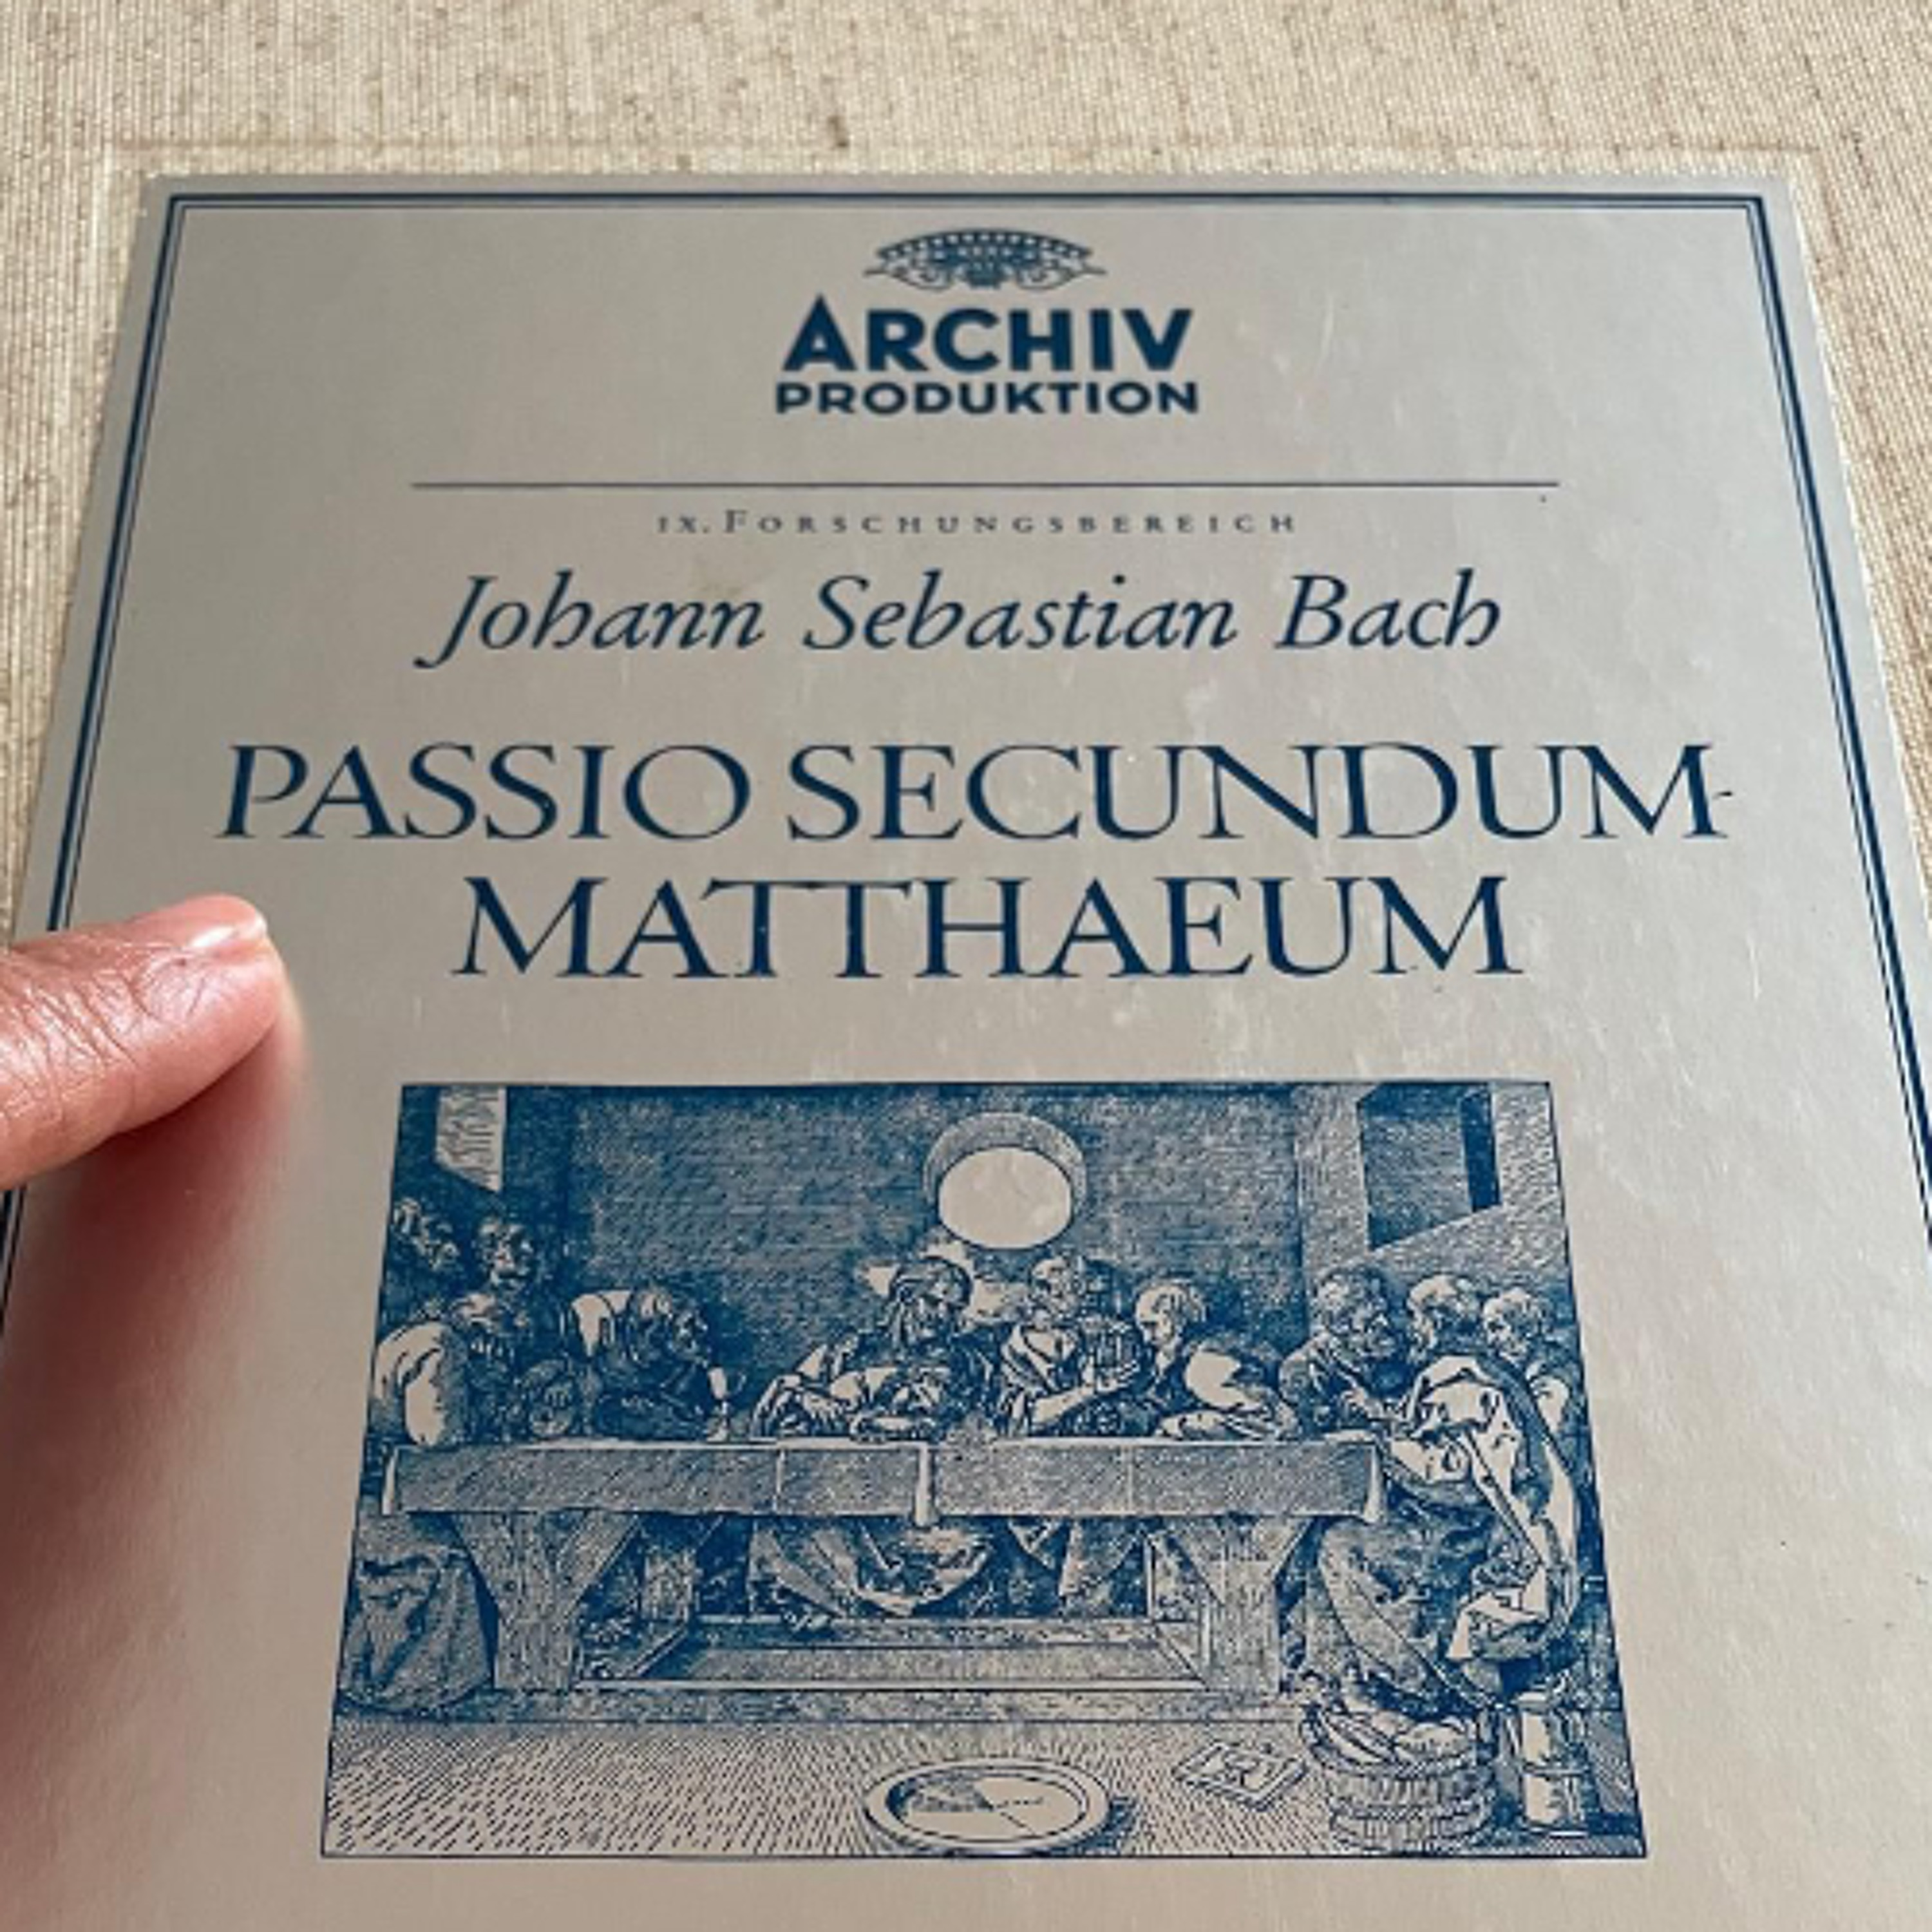 ARCHIV
PRODUKTION
IX. FORSCHUNGSBEREICH
Johann Sebastian Bach
PASSIO SECUNDUM
MATTHAEUM